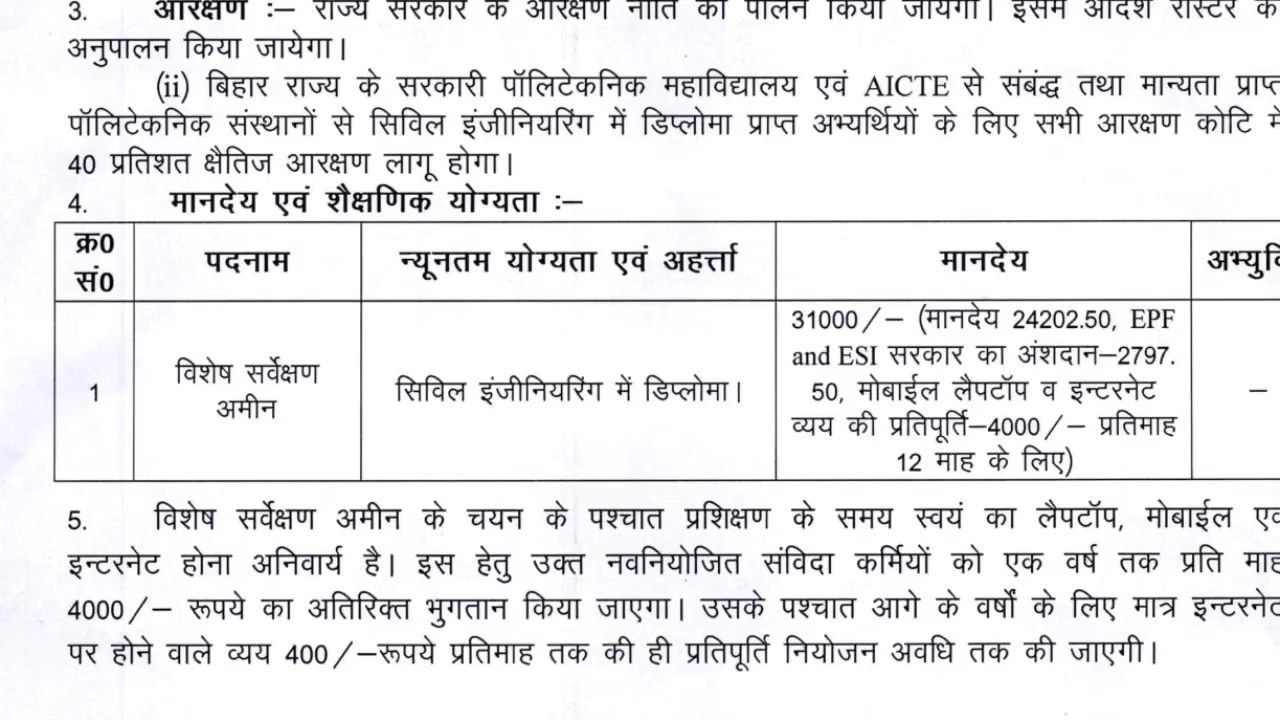 3. आरक्षण :– राज्य सरकार के आरक्षण नीति का पालन किया जायेगा। इसमें आदर्श रोस्टर का
अनुपालन किया जायेगा।
(ii) बिहार राज्य के सरकारी पॉलिटेकनिक महाविद्यालय एवं AICTE से संबंद्ध तथा मान्यता प्राप्त
पॉलिटेकनिक संस्थानों से सिविल इंजीनियरिंग में डिप्लोमा प्राप्त अभ्यर्थियों के लिए सभी आरक्षण कोटि में
40 प्रतिशत क्षैतिज आरक्षण लागू होगा।
4. मानदेय एवं शैक्षणिक योग्यता :–
क्र0 सं0 पदनाम न्यूनतम योग्यता एवं अहर्त्ता मानदेय
1 विशेष सर्वेक्षण अमीन सिविल इंजीनियरिंग में डिप्लोमा। 31000/– (मानदेय 24202.50, EPF –
and ESI सरकार का अंशदान–2797.
50, मोबाईल लैपटॉप व इन्टरनेट
व्यय की प्रतिपूर्ति–4000/– प्रतिमाह
12 माह के लिए)
5. विशेष सर्वेक्षण अमीन के चयन के पश्चात प्रशिक्षण के समय स्वयं का लैपटॉप, मोबाईल एवं
इन्टरनेट होना अनिवार्य है। इस हेतु उक्त नवनियोजित संविदा कर्मियों को एक वर्ष तक प्रति माह
4000/– रूपये का अतिरिक्त भुगतान किया जाएगा। उसके पश्चात आगे के वर्षों के लिए मात्र इन्टरनेट
पर होने वाले व्यय 400/–रूपये प्रतिमाह तक की ही प्रतिपूर्ति नियोजन अवधि तक की जाएगी।